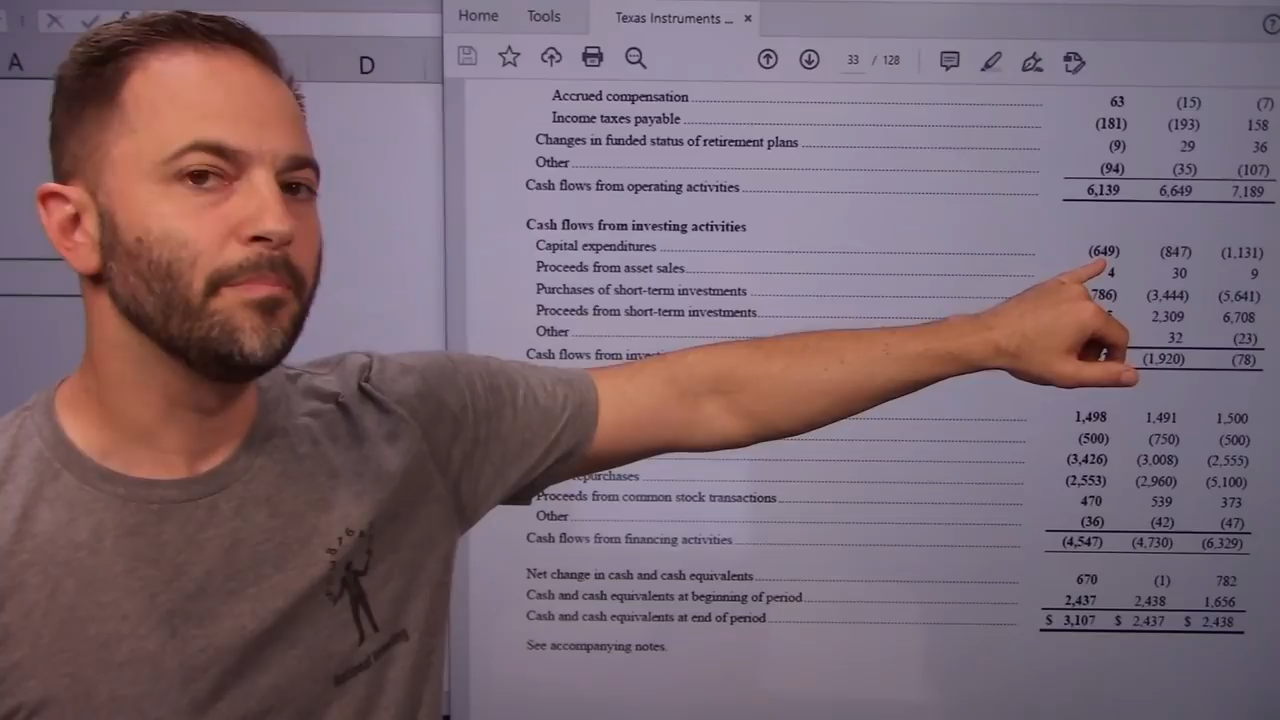 Home Tools Texas Instruments ... ×
A D 33 / 128
Accrued compensation 63 (15) (7)
Income taxes payable (181) (193) 158
Changes in funded status of retirement plans (9) 29 36
Other (94) (35) (107)
Cash flows from operating activities 6,139 6,649 7,189
Cash flows from investing activities
Capital expenditures (649) (847) (1,131)
Proceeds from asset sales 4 30 9
Purchases of short-term investments 786) (3,444) (5,641)
Proceeds from short-term investments 2,309 6,708
Other 32 (23)
Cash flows from (1,920) (78)
1,498 1,491 1,500
(500) (750) (500)
(3,426) (3,008) (2,555)
repurchases (2,553) (2,960) (5,100)
Proceeds from common stock transactions 470 539 373
Other (36) (42) (47)
Cash flows from financing activities (4,547) (4,730) (6,329)
Net change in cash and cash equivalents 670 (1) 782
Cash and cash equivalents at beginning of period 2,437 2,438 1,656
Cash and cash equivalents at end of period $ 3,107 $ 2,437 $ 2,438
See accompanying notes.